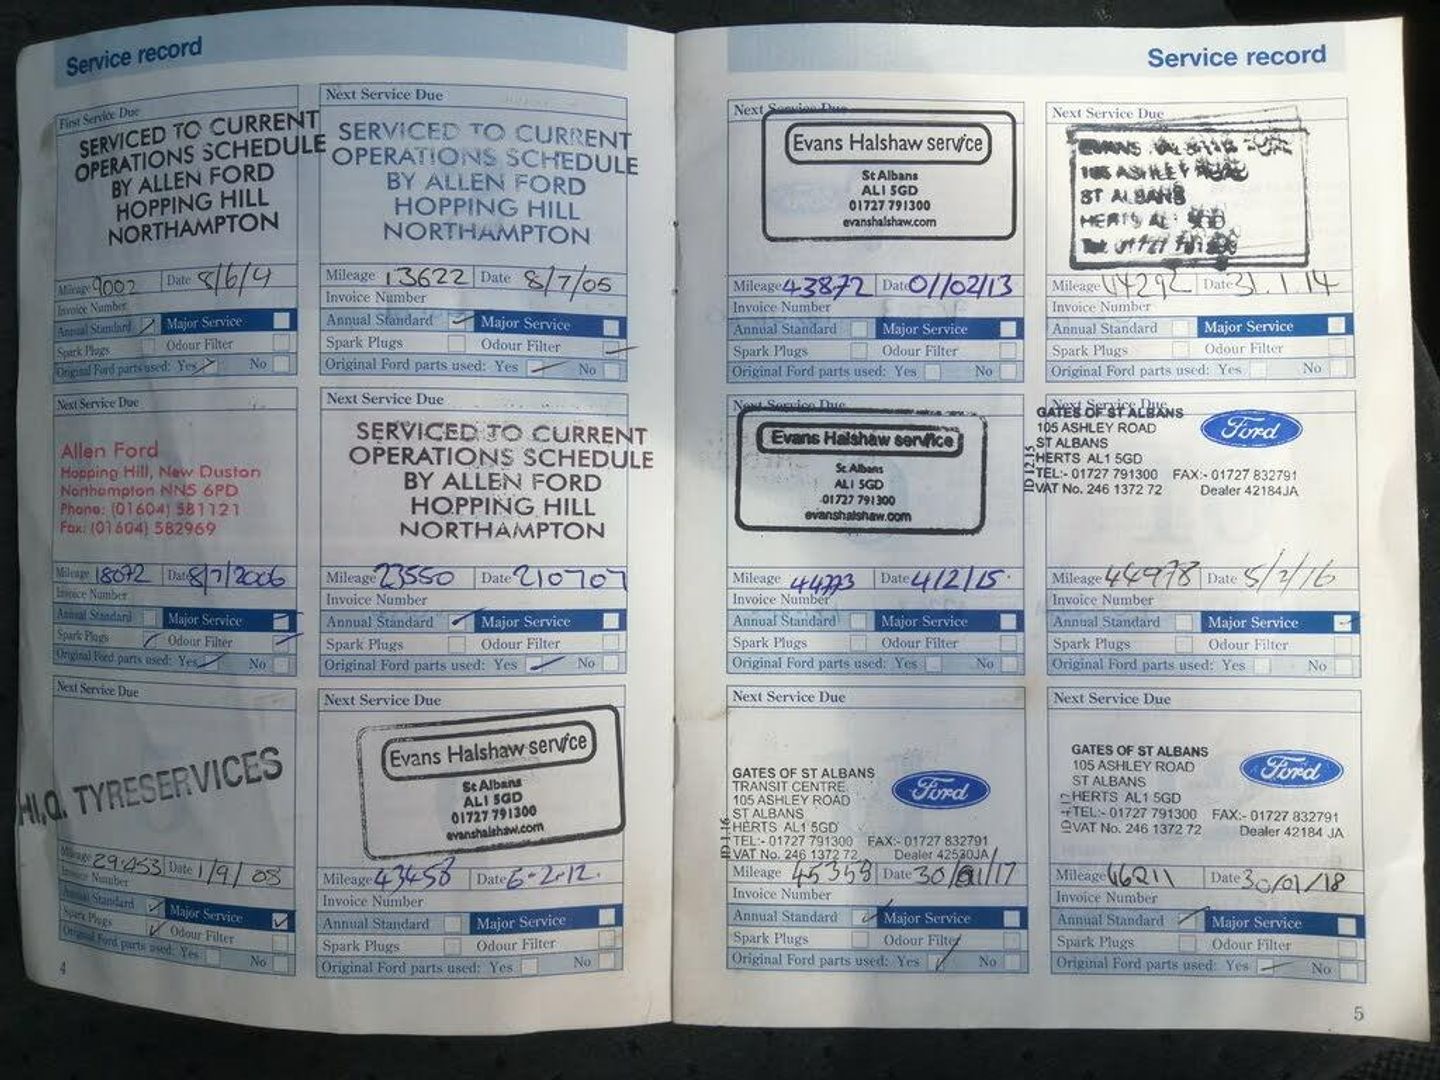 Service record
First Service Due
SERVICED TO CURRENT
OPERATIONS SCHEDULE
BY ALLEN FORD
HOPPING HILL
NORTHAMPTON
Mileage 9002 Date 8/6/4
Invoice Number
Annual Standard Major Service
Spark Plugs Odour Filter
Original Ford parts used: Yes No
Next Service Due
SERVICED TO CURRENT
OPERATIONS SCHEDULE
BY ALLEN FORD
HOPPING HILL
NORTHAMPTON
Mileage 13622 Date 8/7/05
Invoice Number
Annual Standard Major Service
Spark Plugs Odour Filter
Original Ford parts used: Yes No
Next Service Due
Allen Ford
Hopping Hill, New Duston
Northampton NN5 6PD
Phone: (01604) 581121
Fax: (01604) 582969
Mileage 18072 Date 8/7/2006
Invoice Number
Annual Standard Major Service
Spark Plugs Odour Filter
Original Ford parts used: Yes No
Next Service Due
SERVICED TO CURRENT
OPERATIONS SCHEDULE
BY ALLEN FORD
HOPPING HILL
NORTHAMPTON
Mileage 23550 Date 210707
Invoice Number
Annual Standard Major Service
Spark Plugs Odour Filter
Original Ford parts used: Yes No
Next Service Due
HI.Q. TYRESERVICES
Mileage 29453 Date 1/9/08
Invoice Number
Annual Standard Major Service
Spark Plugs Odour Filter
Original Ford parts used: Yes No
Next Service Due
Evans Halshaw service
St Albans
AL1 5GD
01727 791300
evanshalshaw.com
Mileage 43458 Date 6-2-12.
Invoice Number
Annual Standard Major Service
Spark Plugs Odour Filter
Original Ford parts used: Yes No
4
Service record
Next Service Due
Evans Halshaw service
St Albans
AL1 5GD
01727 791300
evanshalshaw.com
Mileage 43872 Date 01/02/13
Invoice Number
Annual Standard Major Service
Spark Plugs Odour Filter
Original Ford parts used: Yes No
Next Service Due
EVANS
105 ASHLEY ROAD
ST ALBANS
HERTS AL1
Tel: 01727
Mileage 44292 Date 31.1.14
Invoice Number
Annual Standard Major Service
Spark Plugs Odour Filter
Original Ford parts used: Yes No
Next Service Due
Evans Halshaw service
St Albans
AL1 5GD
01727 791300
evanshalshaw.com
Mileage Date 4/2/15.
Invoice Number
Annual Standard Major Service
Spark Plugs Odour Filter
Original Ford parts used: Yes No
Next Service Due
GATES OF ST ALBANS
105 ASHLEY ROAD
ST ALBANS
HERTS AL1 5GD
TEL:- 01727 791300 FAX:- 01727 832791
VAT No. 246 1372 72 Dealer 42184JA
ID 12.15
Ford
Mileage 44978 Date 5/2/16
Invoice Number
Annual Standard Major Service
Spark Plugs Odour Filter
Original Ford parts used: Yes No
Next Service Due
GATES OF ST ALBANS
TRANSIT CENTRE
105 ASHLEY ROAD
ST ALBANS
HERTS AL1 5GD
TEL:- 01727 791300 FAX:- 01727 832791
VAT No. 246 1372 72 Dealer 42530JA
ID 1.16
Ford
Mileage 45359 Date 30/01/17
Invoice Number
Annual Standard Major Service
Spark Plugs Odour Filter
Original Ford parts used: Yes No
Next Service Due
GATES OF ST ALBANS
105 ASHLEY ROAD
ST ALBANS
HERTS AL1 5GD
TEL:- 01727 791300 FAX:- 01727 832791
VAT No. 246 1372 72 Dealer 42184 JA
Ford
Mileage 46211 Date 30/01/18
Invoice Number
Annual Standard Major Service
Spark Plugs Odour Filter
Original Ford parts used: Yes No
5